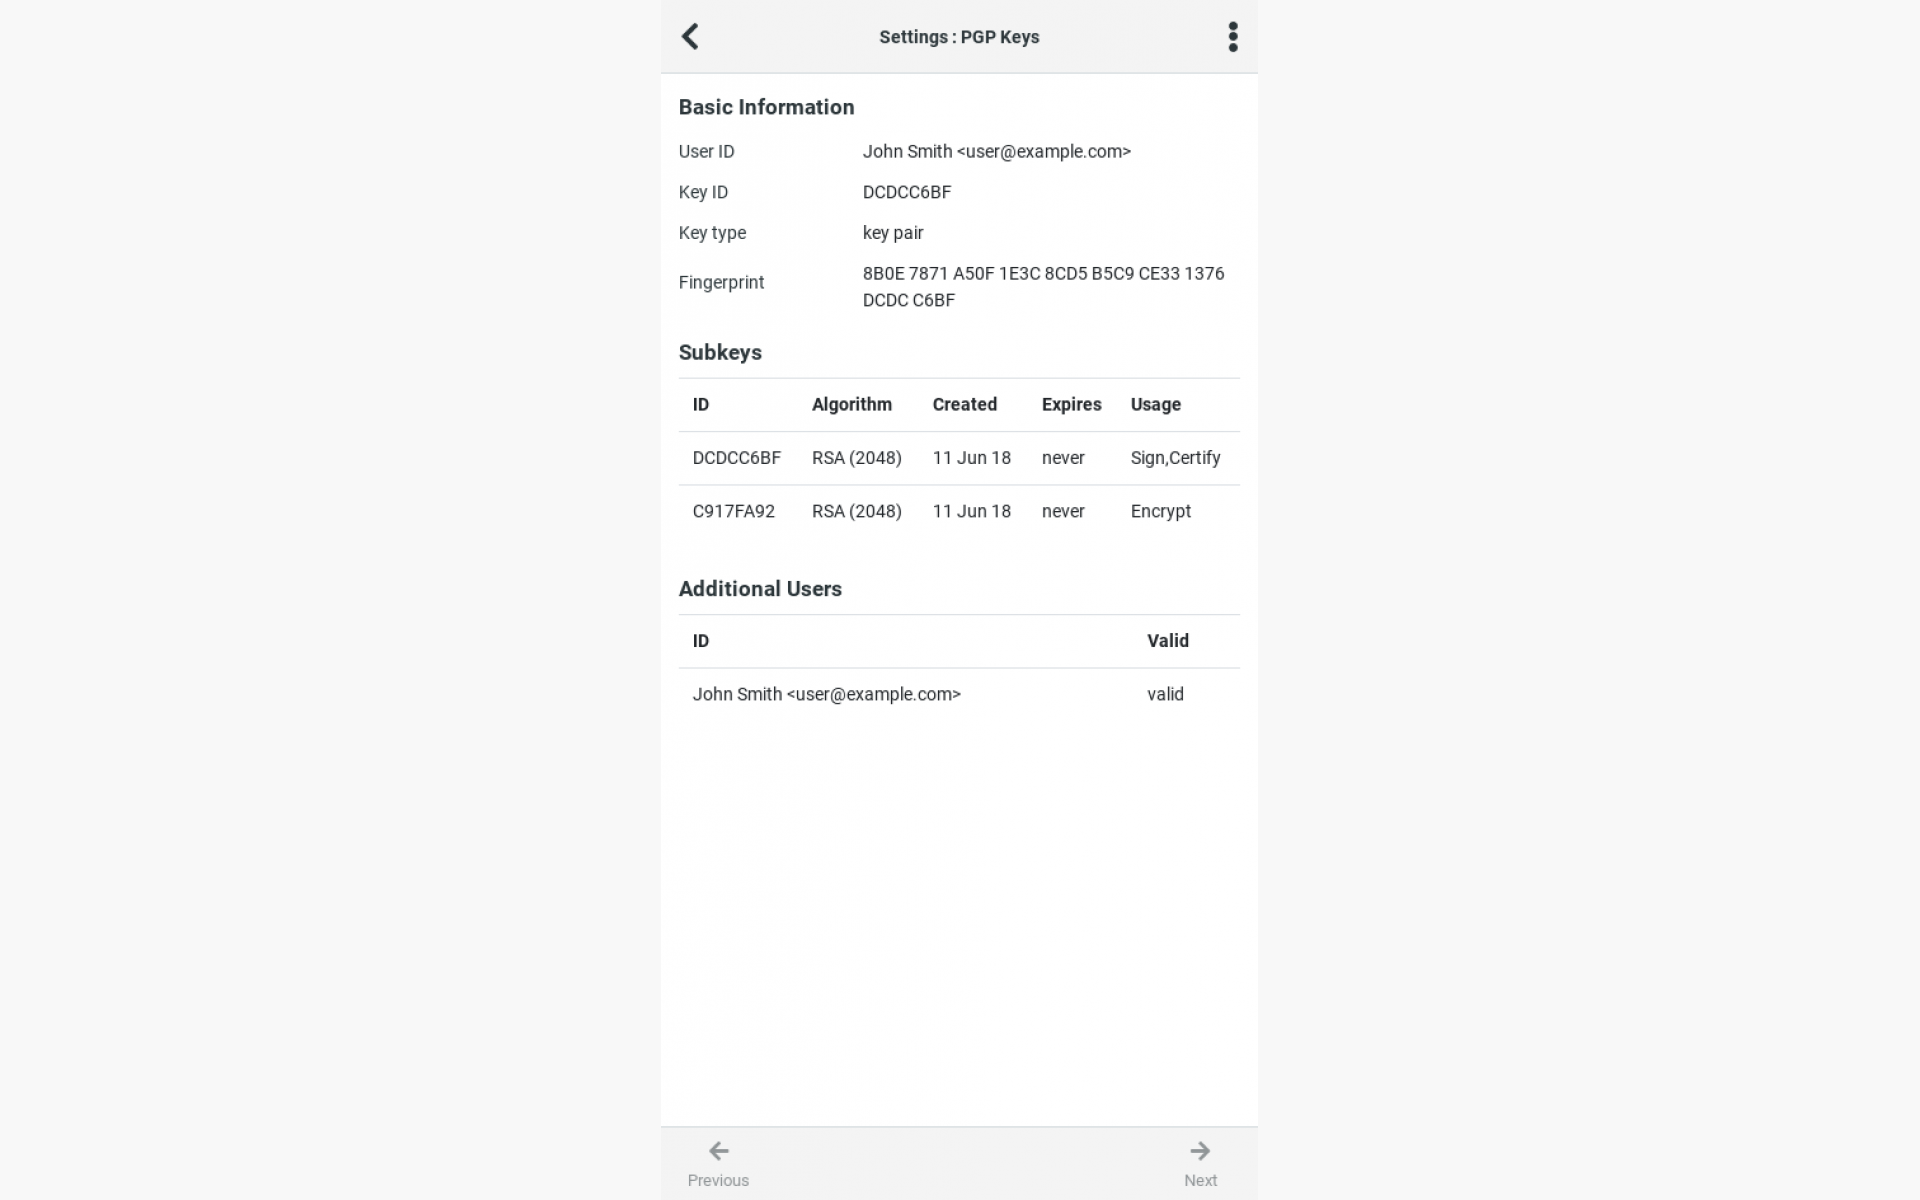 Settings : PGP Keys
Basic Information
User ID John Smith <user@example.com>
Key ID DCDCC6BF
Key type key pair
Fingerprint 8B0E 7871 A50F 1E3C 8CD5 B5C9 CE33 1376
DCDC C6BF
Subkeys
ID Algorithm Created Expires Usage
DCDCC6BF RSA (2048) 11 Jun 18 never Sign,Certify
C917FA92 RSA (2048) 11 Jun 18 never Encrypt
Additional Users
ID Valid
John Smith <user@example.com> valid
Previous Next